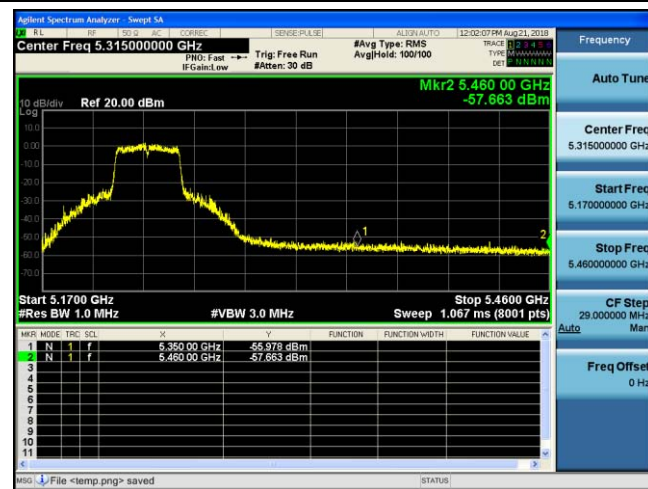 Agilent Spectrum Analyzer - Swept SA
RL RF 50 Ω AC CORREC SENSE:PULSE ALIGN AUTO 12:02:07 PM Aug 21, 2018
Center Freq 5.315000000 GHz
PNO: Fast
IFGain:Low
Trig: Free Run
#Atten: 30 dB
#Avg Type: RMS
Avg|Hold: 100/100
TRACE 1 2 3 4 5 6
TYPE M
DET P N N N N N
Mkr2 5.460 00 GHz
-57.663 dBm
10 dB/div Ref 20.00 dBm
Log
10.0
0.00
-10.0
-20.0
-30.0
-40.0
-50.0
-60.0
-70.0
1
2
Start 5.1700 GHz
Stop 5.4600 GHz
#Res BW 1.0 MHz #VBW 3.0 MHz Sweep 1.067 ms (8001 pts)
MKR MODE TRC SCL X Y FUNCTION FUNCTION WIDTH FUNCTION VALUE
1 N 1 f 5.350 00 GHz -55.978 dBm
2 N 1 f 5.460 00 GHz -57.663 dBm
3
4
5
6
7
8
9
10
11
MSG File <temp.png> saved STATUS
Frequency
Auto Tune
Center Freq
5.315000000 GHz
Start Freq
5.170000000 GHz
Stop Freq
5.460000000 GHz
CF Step
29.000000 MHz
Auto Man
Freq Offset
0 Hz